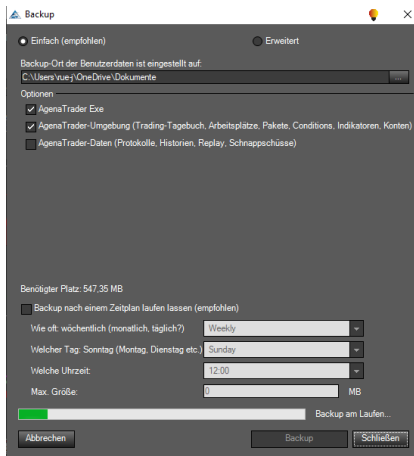 Backup
Einfach (empfohlen)
Erweitert
Backup-Ort der Benutzerdaten ist eingestellt auf:
C:\Users\rue-j\OneDrive\Dokumente
...
Optionen
AgenaTrader Exe
AgenaTrader-Umgebung (Trading-Tagebuch, Arbeitsplätze, Pakete, Conditions, Indikatoren, Konten)
AgenaTrader-Daten (Protokolle, Historien, Replay, Schnappschüsse)
Benötigter Platz: 547,35 MB
Backup nach einem Zeitplan laufen lassen (empfohlen)
Wie oft: wöchentlich (monatlich, täglich?)
Weekly
Welcher Tag: Sonntag (Montag, Dienstag etc.)
Sunday
Welche Uhrzeit:
12:00
Max. Größe:
0
MB
Backup am Laufen...
Abbrechen
Backup
Schließen